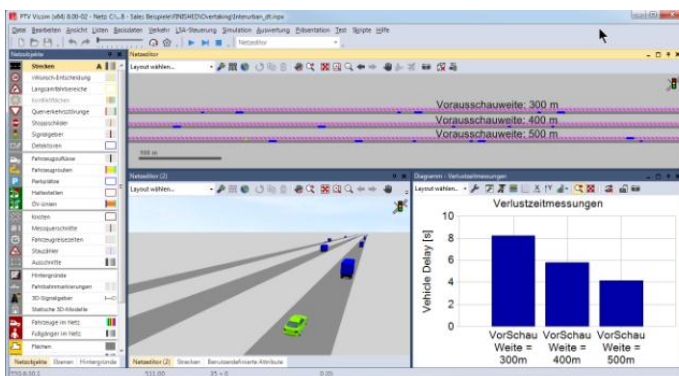 PTV Vissim (x64) 8.00-02 - Netz C:\...8 - Sales Beispiele\FINISHED\Overtaking\Interurban_dt.inpx
Datei Bearbeiten Ansicht Listen Basisdaten Verkehr LSA-Steuerung Simulation Auswertung Präsentation Test Skripte Hilfe
Netzeditor
Netzobjekte
Netzeditor
Strecken
Layout wählen...
vWunsch-Entscheidung
Langsamfahrbereiche
Konfliktflächen
Querverkehrsstörunge
Stoppschilder
Signalgeber
Detektoren
Fahrzeugzuflüsse
Fahrzeugrouten
Parkplätze
Haltestellen
ÖV-Linien
Knoten
Messquerschnitte
Fahrzeugreisezeiten
Stauzähler
Ausschnitte
Hintergründe
Fahrbahnmarkierungen
3D-Signalgeber
Statische 3D-Modelle
Fahrzeuge im Netz
Fußgänger im Netz
Flächen
Netzobjekte Ebenen Hintergründe
Vorausschauweite: 300 m
Vorausschauweite: 400 m
Vorausschauweite: 500 m
Netzeditor (2)
Layout wählen...
Netzeditor (2) Strecken Benutzerdefinierte Attribute
Diagramm - Verlustzeitmessungen
Layout wählen...
Verlustzeitmessungen
Vehicle Delay [s]
10
8
6
4
2
0
VorSchau VorSchau VorSchau
Weite = Weite = Weite =
300m 400m 500m